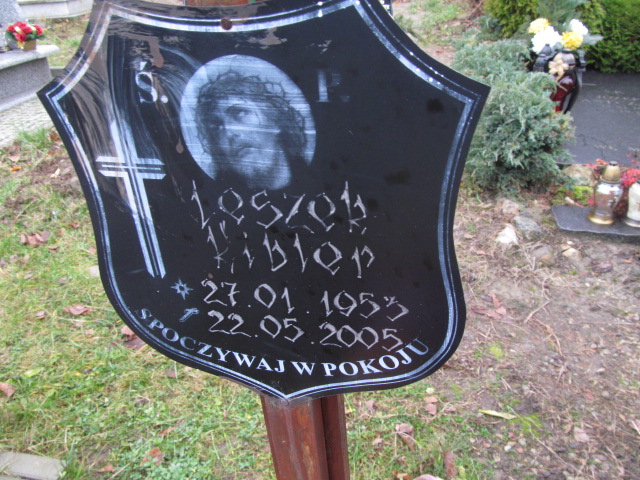 Ś. P.
Leszek
Kibler
27.01.1953
22.05.2005
SPOCZYWAJ W POKOJU